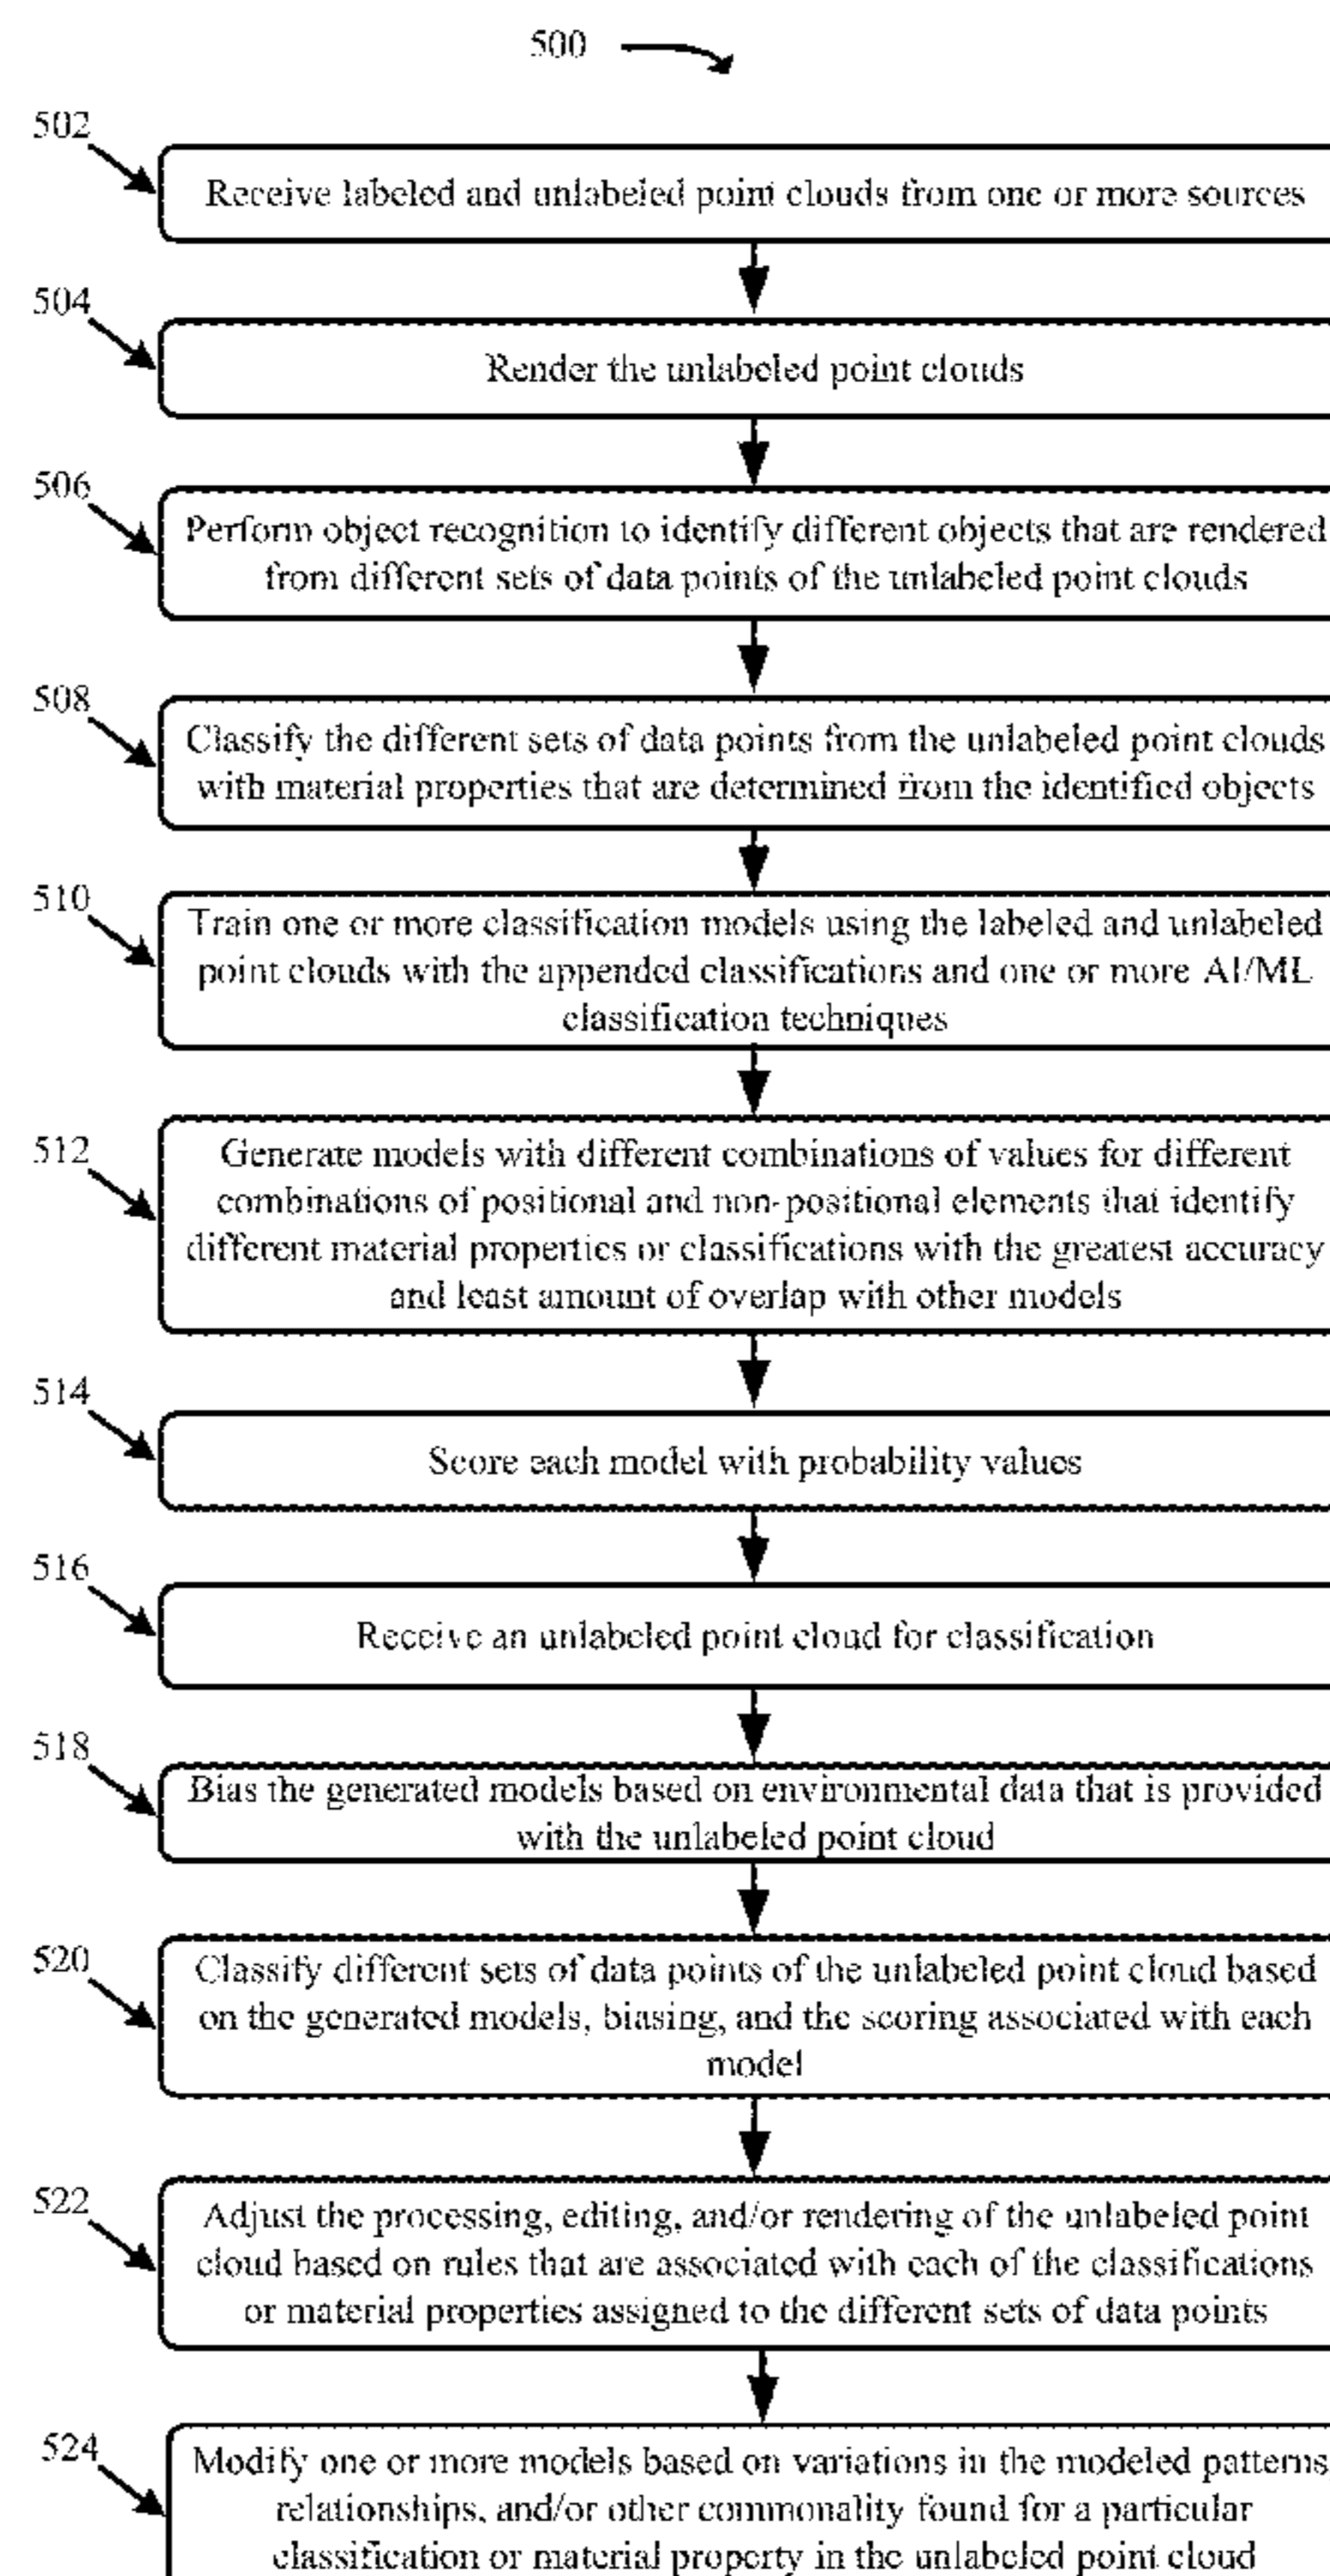 500
502
Receive labeled and unlabeled point clouds from one or more sources
504
Render the unlabeled point clouds
506
Perform object recognition to identify different objects that are rendered
from different sets of data points of the unlabeled point clouds
508
Classify the different sets of data points from the unlabeled point clouds
with material properties that are determined from the identified objects
510
Train one or more classification models using the labeled and unlabeled
point clouds with the appended classifications and one or more AI/ML
classification techniques
512
Generate models with different combinations of values for different
combinations of positional and non-positional elements that identify
different material properties or classifications with the greatest accuracy
and least amount of overlap with other models
514
Score each model with probability values
516
Receive an unlabeled point cloud for classification
518
Bias the generated models based on environmental data that is provided
with the unlabeled point cloud
520
Classify different sets of data points of the unlabeled point cloud based
on the generated models, biasing, and the scoring associated with each
model
522
Adjust the processing, editing, and/or rendering of the unlabeled point
cloud based on rules that are associated with each of the classifications
or material properties assigned to the different sets of data points
524
Modify one or more models based on variations in the modeled patterns
relationships, and/or other commonality found for a particular
classification or material property in the unlabeled point cloud